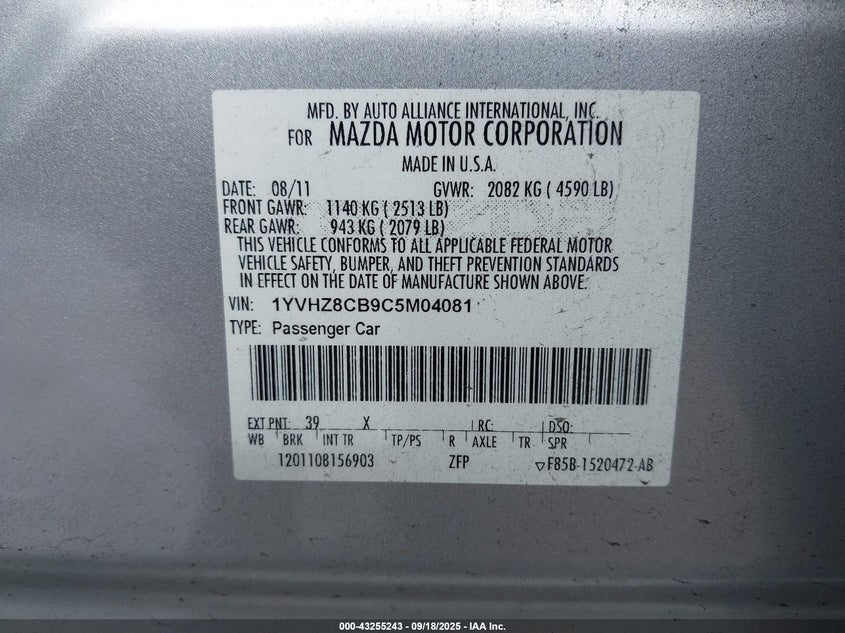 MFD. BY AUTO ALLIANCE INTERNATIONAL, INC.
FOR MAZDA MOTOR CORPORATION
MADE IN U.S.A.
DATE: 08/11 GVWR: 2082 KG ( 4590 LB)
FRONT GAWR: 1140 KG ( 2513 LB)
REAR GAWR: 943 KG ( 2079 LB)
THIS VEHICLE CONFORMS TO ALL APPLICABLE FEDERAL MOTOR
VEHICLE SAFETY, BUMPER, AND THEFT PREVENTION STANDARDS
IN EFFECT ON THE DATE OF MANUFACTURE SHOWN ABOVE.
VIN: 1YVHZ8CB9C5M04081
TYPE: Passenger Car
EXT PNT: 39 X RC: DSO:
WB BRK INT TR TP/PS R AXLE TR SPR
1201108156903 ZFP ▽F85B-1520472-AB
000-43255243 - 09/18/2025 - IAA Inc.